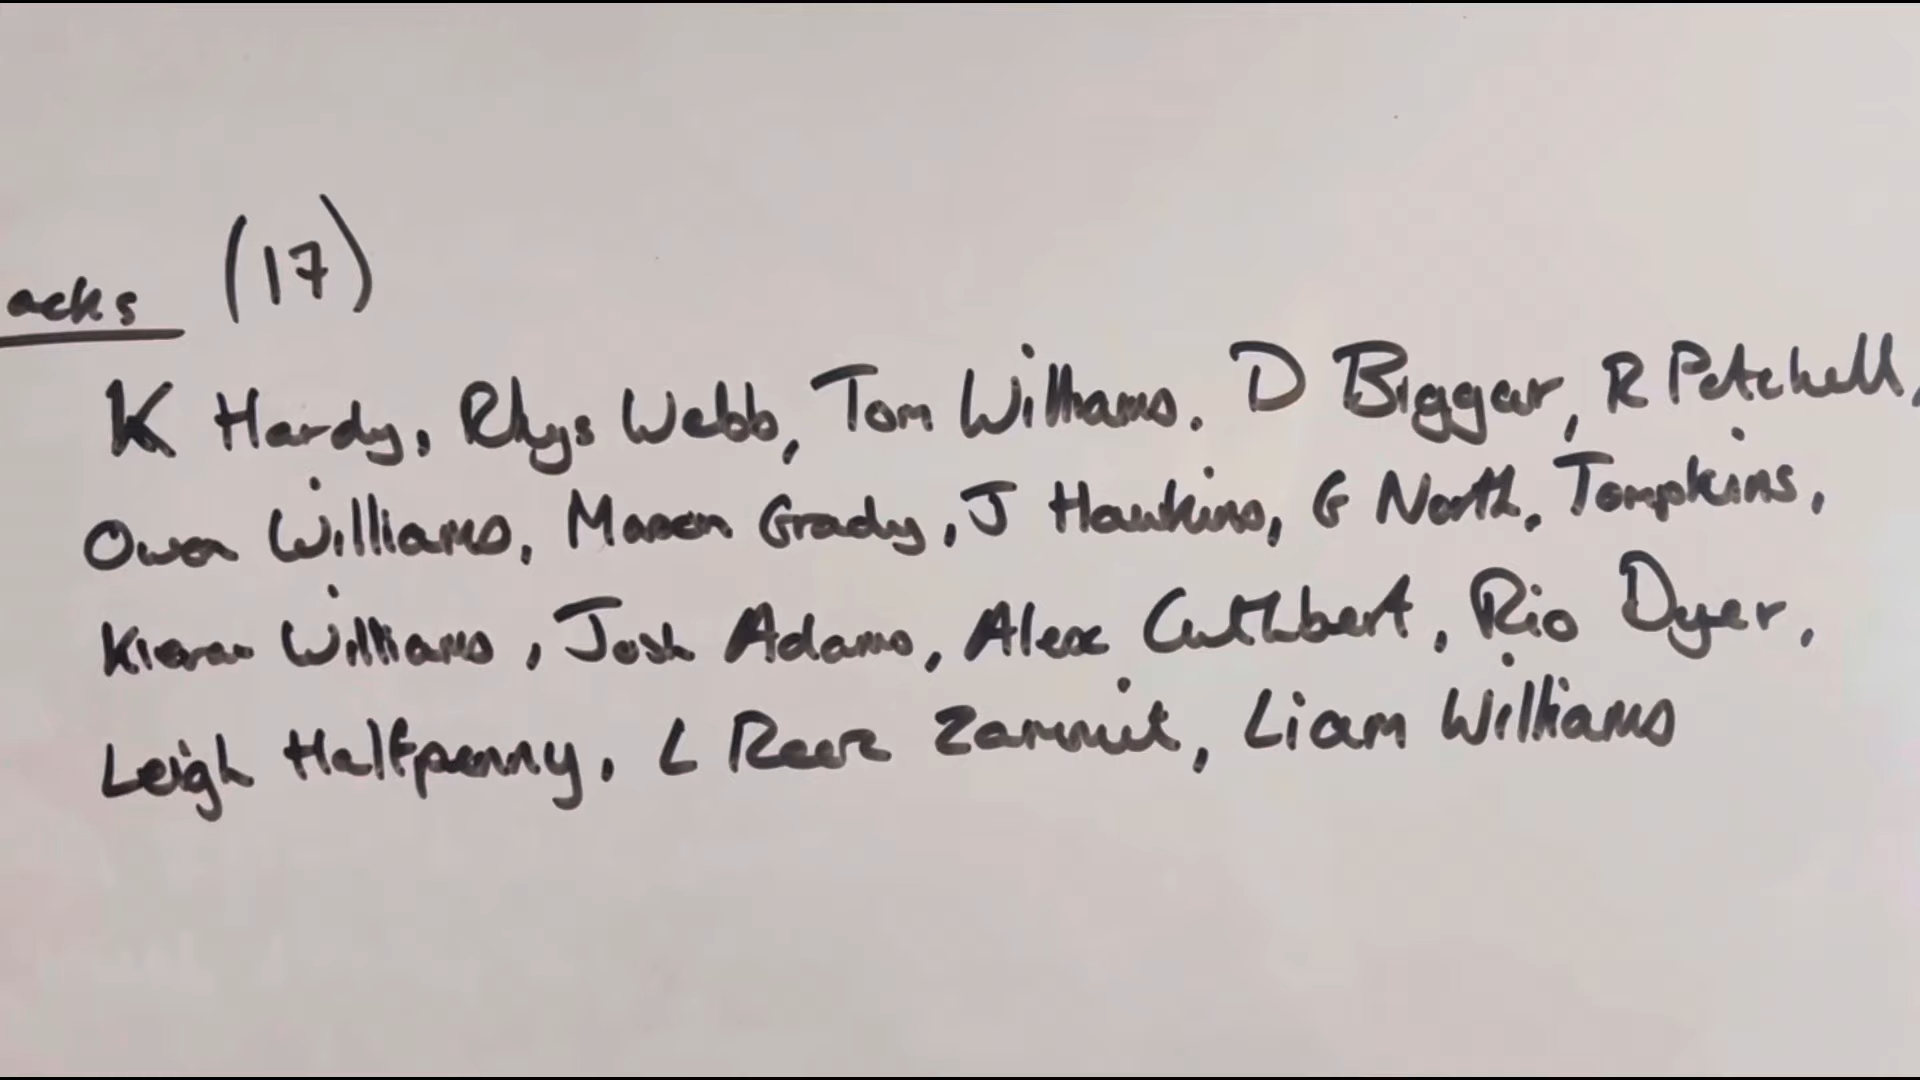 acks (17)
K Hardy, Rhys Webb, Tom Williams. D Biggar, R Patchell,
Owen Williams, Mason Grady, J Hawkins, G North, Tompkins,
Kieran Williams, Josh Adams, Alex Cuthbert, Rio Dyer,
Leigh Halfpenny, L Rees Zammit, Liam Williams